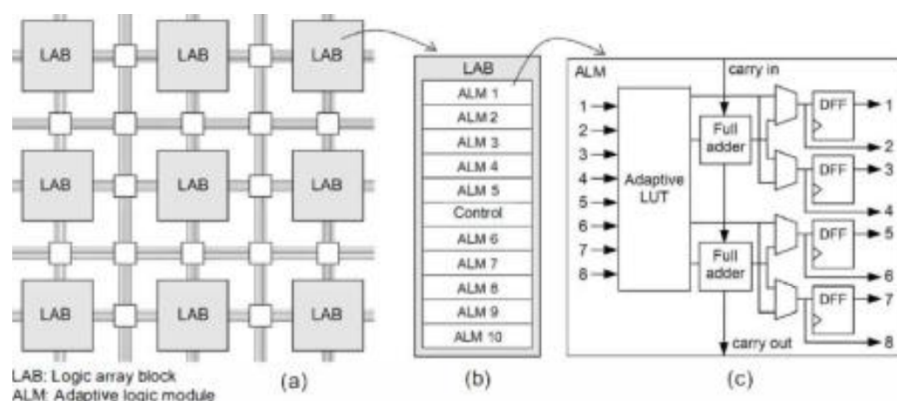 LAB
LAB
LAB
LAB
LAB
LAB
LAB
LAB
LAB
LAB: Logic array block
ALM: Adaptive logic module
(a)
LAB
ALM 1
ALM 2
ALM 3
ALM 4
ALM 5
Control
ALM 6
ALM 7
ALM 8
ALM 9
ALM 10
(b)
ALM
carry in
1
2
3
4
5
6
7
8
Adaptive
LUT
Full
adder
Full
adder
DFF
DFF
DFF
DFF
1
2
3
4
5
6
7
8
carry out
(c)